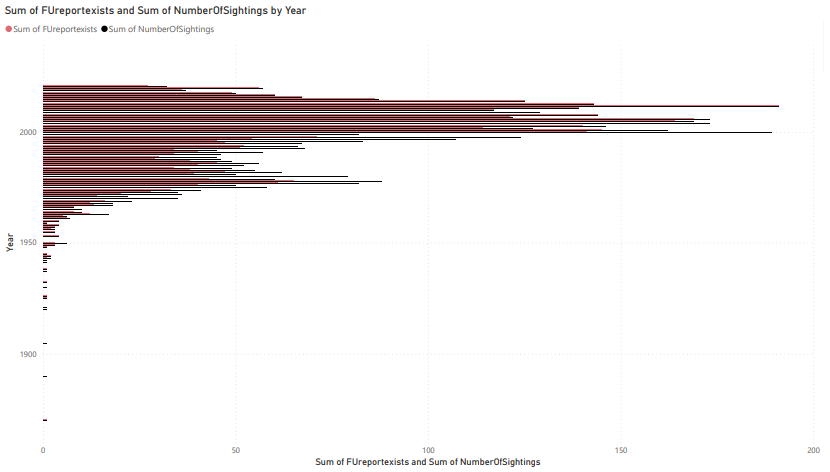 Sum of FUreportexists and Sum of NumberOfSightings by Year
Sum of FUreportexists Sum of NumberOfSightings
2000
1950
1900
Year
0 50 100 150 200
Sum of FUreportexists and Sum of NumberOfSightings